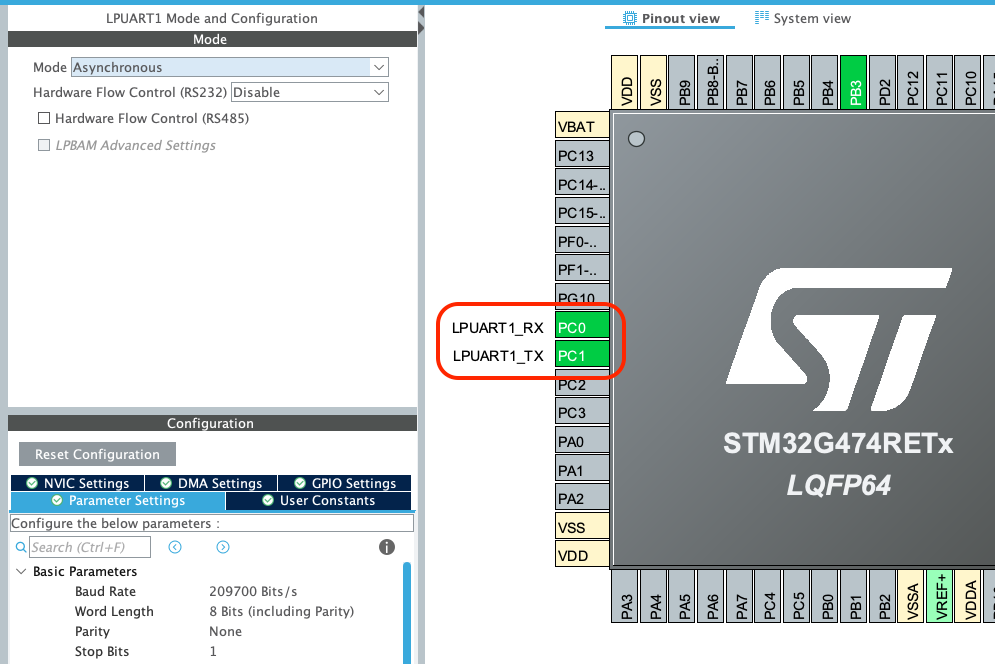 LPUART1 Mode and Configuration
Mode
Mode Asynchronous
Hardware Flow Control (RS232) Disable
Hardware Flow Control (RS485)
LPBAM Advanced Settings
Configuration
Reset Configuration
NVIC Settings DMA Settings GPIO Settings
Parameter Settings User Constants
Configure the below parameters :
Search (Ctrl+F)
Basic Parameters
Baud Rate 209700 Bits/s
Word Length 8 Bits (including Parity)
Parity None
Stop Bits 1
Pinout view System view
VDD VSS PB9 PB8-B.. PB7 PB6 PB5 PB4 PB3 PD2 PC12 PC11 PC10
VBAT
PC13
PC14-..
PC15-..
PF0-..
PF1-..
PG10
LPUART1_RX PC0
LPUART1_TX PC1
PC2
PC3
PA0
PA1
PA2
VSS
VDD
ST
STM32G474RETx
LQFP64
PA3 PA4 PA5 PA6 PA7 PC4 PC5 PB0 PB1 PB2 VSSA VREF+ VDDA